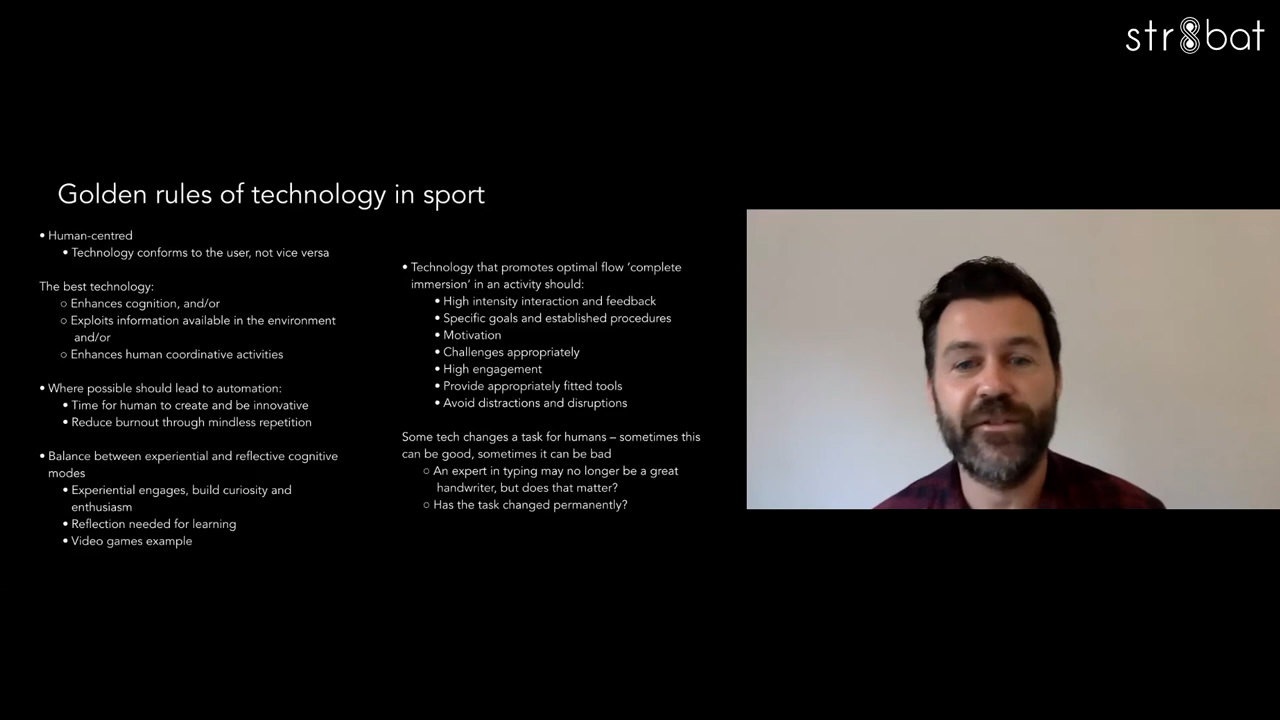 str8bat
Golden rules of technology in sport
• Human-centred
• Technology conforms to the user, not vice versa
The best technology:
○ Enhances cognition, and/or
○ Exploits information available in the environment
and/or
○ Enhances human coordinative activities
• Where possible should lead to automation:
• Time for human to create and be innovative
• Reduce burnout through mindless repetition
• Balance between experiential and reflective cognitive
modes
• Experiential engages, build curiosity and
enthusiasm
• Reflection needed for learning
• Video games example
• Technology that promotes optimal flow ‘complete
immersion’ in an activity should:
• High intensity interaction and feedback
• Specific goals and established procedures
• Motivation
• Challenges appropriately
• High engagement
• Provide appropriately fitted tools
• Avoid distractions and disruptions
Some tech changes a task for humans – sometimes this
can be good, sometimes it can be bad
○ An expert in typing may no longer be a great
handwriter, but does that matter?
○ Has the task changed permanently?